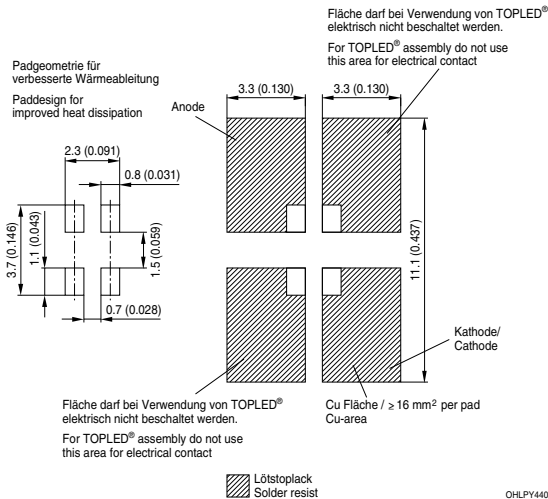 Fläche darf bei Verwendung von TOPLED®
elektrisch nicht beschaltet werden.
For TOPLED® assembly do not use
this area for electrical contact
Padgeometrie für
verbesserte Wärmeableitung
Paddesign for
improved heat dissipation
Anode
3.3 (0.130)
3.3 (0.130)
2.3 (0.091)
0.8 (0.031)
3.7 (0.146)
1.1 (0.043)
1.5 (0.059)
0.7 (0.028)
11.1 (0.437)
Kathode/
Cathode
Fläche darf bei Verwendung von TOPLED®
elektrisch nicht beschaltet werden.
For TOPLED® assembly do not use
this area for electrical contact
Cu Fläche / ≥ 16 mm² per pad
Cu-area
Lötstoplack
Solder resist
OHLPY440